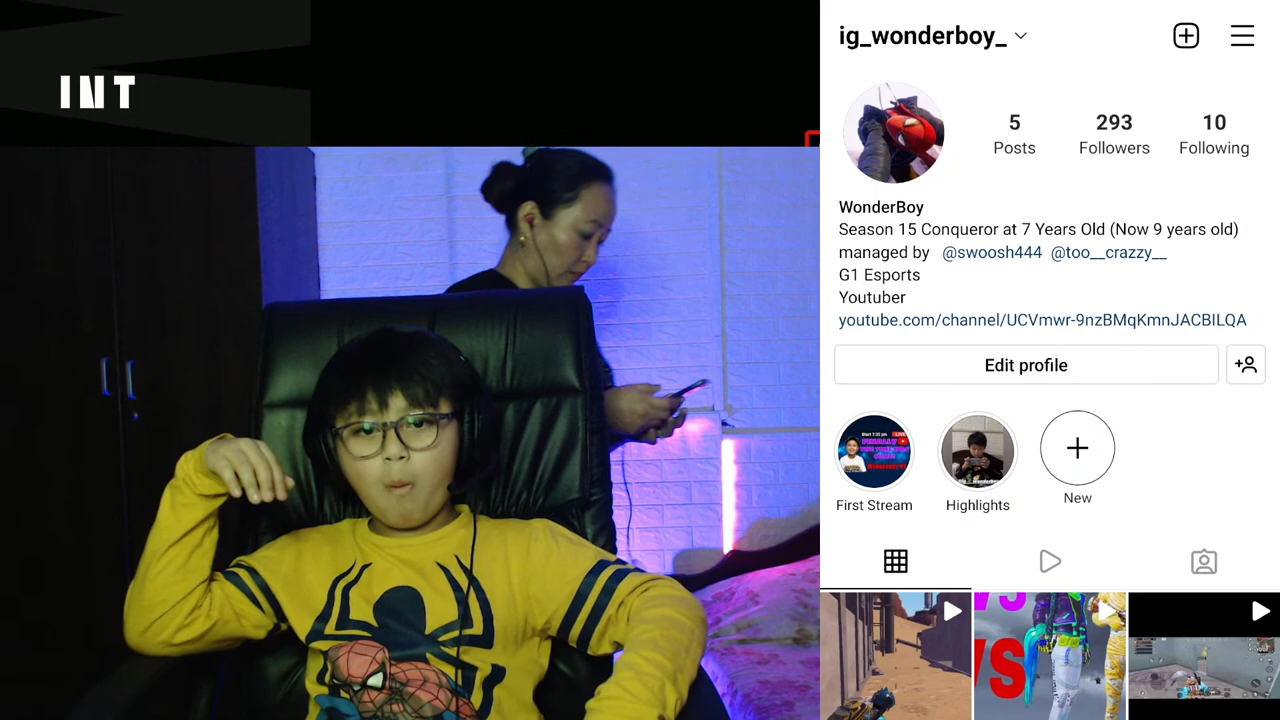 INT
ig_wonderboy_
5
Posts
293
Followers
10
Following
WonderBoy
Season 15 Conqueror at 7 Years Old (Now 9 years old)
managed by @swoosh444 @too__crazzy__
G1 Esports
Youtuber
youtube.com/channel/UCVmwr-9nzBMqKmnJACBILQA
Edit profile
First Stream
Highlights
New
VS
VS